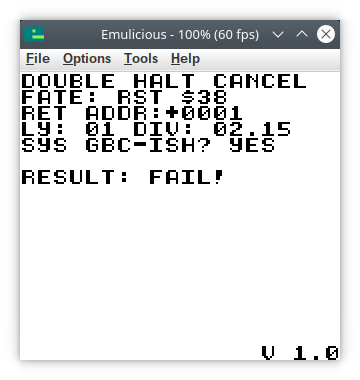 Emulicious - 100% (60 fps)
File Options Tools Help
DOUBLE HALT CANCEL
FATE: RST $38
RET ADDR:+0001
LY: 01 DIV: 02.15
SYS GBC-ISH? YES
RESULT: FAIL!
V 1.0